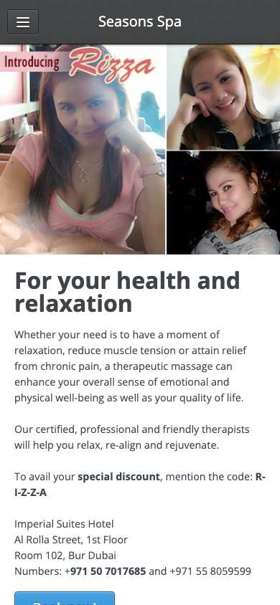 Seasons Spa
Introducing Rizza
For your health and
relaxation
Whether your need is to have a moment of
relaxation, reduce muscle tension or attain relief
from chronic pain, a therapeutic massage can
enhance your overall sense of emotional and
physical well-being as well as your quality of life.
Our certified, professional and friendly therapists
will help you relax, re-align and rejuvenate.
To avail your special discount, mention the code: R-
I-Z-Z-A
Imperial Suites Hotel
Al Rolla Street, 1st Floor
Room 102, Bur Dubai
Numbers: +971 50 7017685 and +971 55 8059599